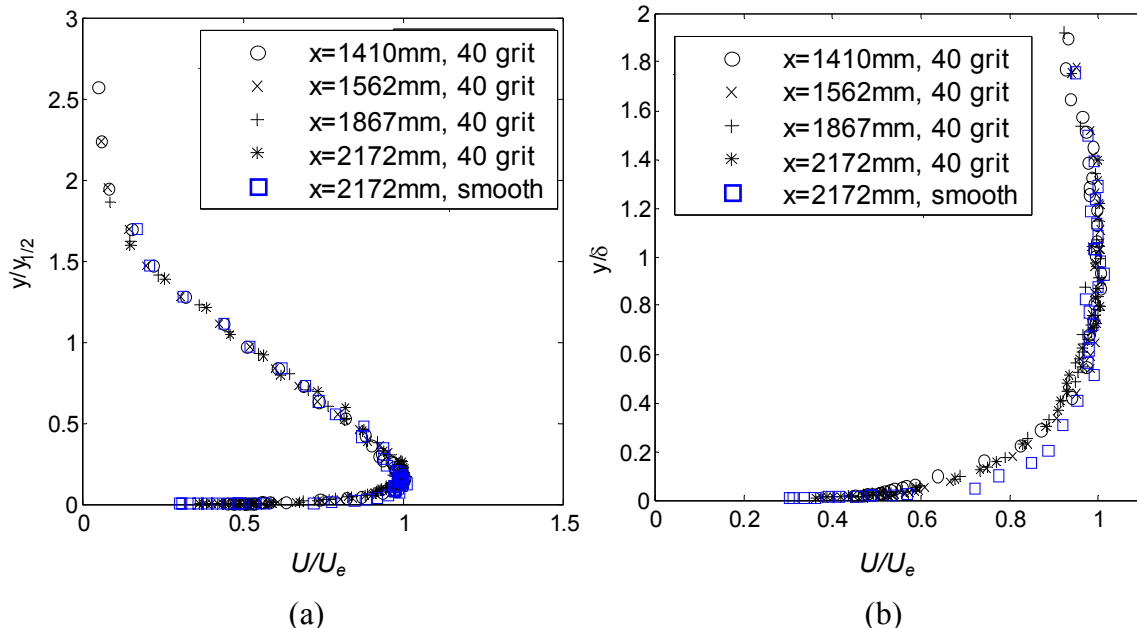 3
2.5
2
1.5
1
0.5
0
0
0.5
1
1.5
y/y1/2
U/Ue
x=1410mm, 40 grit
x=1562mm, 40 grit
x=1867mm, 40 grit
x=2172mm, 40 grit
x=2172mm, smooth
(a)
2
1.8
1.6
1.4
1.2
1
0.8
0.6
0.4
0.2
0
0
0.2
0.4
0.6
0.8
1
y/δ
U/Ue
x=1410mm, 40 grit
x=1562mm, 40 grit
x=1867mm, 40 grit
x=2172mm, 40 grit
x=2172mm, smooth
(b)